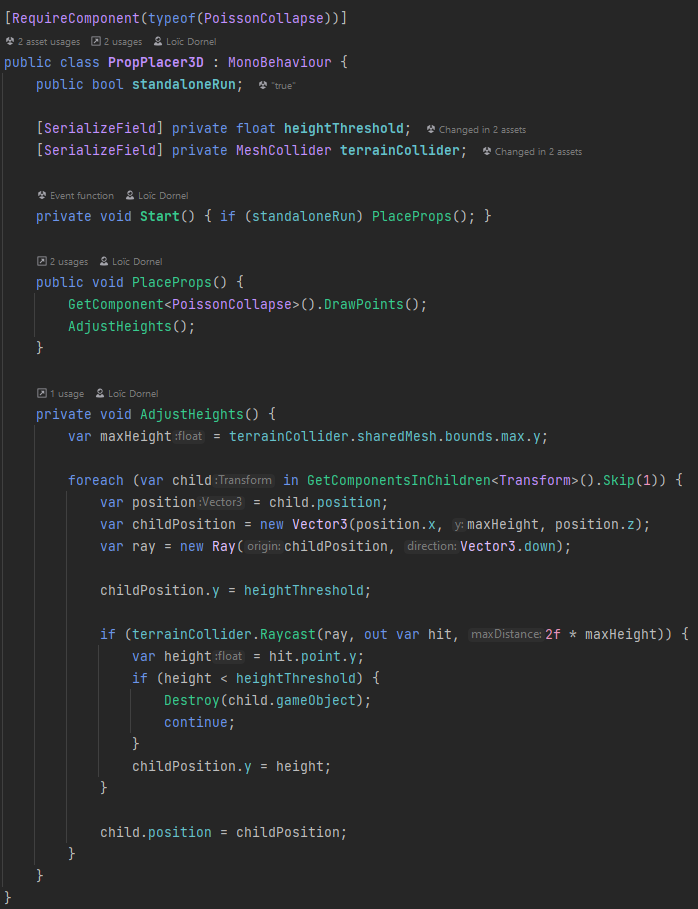 [RequireComponent(typeof(PoissonCollapse))]
2 asset usages 2 usages Loïc Dornel
public class PropPlacer3D : MonoBehaviour {
public bool standaloneRun; "true"
[SerializeField] private float heightThreshold; Changed in 2 assets
[SerializeField] private MeshCollider terrainCollider; Changed in 2 assets
Event function Loïc Dornel
private void Start() { if (standaloneRun) PlaceProps(); }
2 usages Loïc Dornel
public void PlaceProps() {
GetComponent<PoissonCollapse>().DrawPoints();
AdjustHeights();
}
1 usage Loïc Dornel
private void AdjustHeights() {
var maxHeight :float = terrainCollider.sharedMesh.bounds.max.y;
foreach (var child :Transform in GetComponentsInChildren<Transform>().Skip(1)) {
var position :Vector3 = child.position;
var childPosition = new Vector3(position.x, y: maxHeight, position.z);
var ray = new Ray( origin: childPosition, direction: Vector3.down);
childPosition.y = heightThreshold;
if (terrainCollider.Raycast(ray, out var hit, maxDistance: 2f * maxHeight)) {
var height :float = hit.point.y;
if (height < heightThreshold) {
Destroy(child.gameObject);
continue;
}
childPosition.y = height;
}
child.position = childPosition;
}
}
}